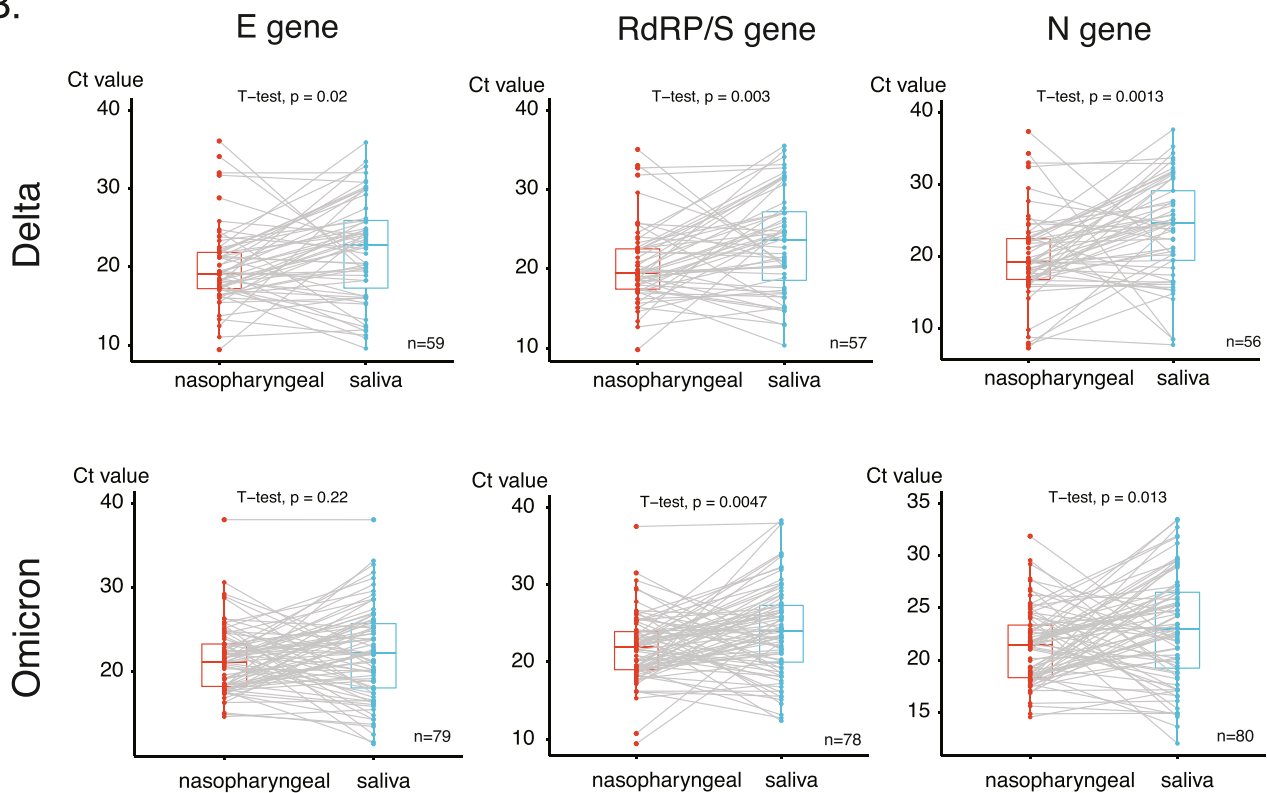 B.
E gene
RdRP/S gene
N gene
Delta
Ct value
T-test, p = 0.02
40
30
20
10
n=59
nasopharyngeal saliva
Ct value
T-test, p = 0.003
40
30
20
10
n=57
nasopharyngeal saliva
Ct value
T-test, p = 0.0013
40
30
20
10
n=56
nasopharyngeal saliva
Omicron
Ct value
T-test, p = 0.22
40
30
20
n=79
nasopharyngeal saliva
Ct value
T-test, p = 0.0047
40
30
20
10
n=78
nasopharyngeal saliva
Ct value
T-test, p = 0.013
35
30
25
20
15
n=80
nasopharyngeal saliva